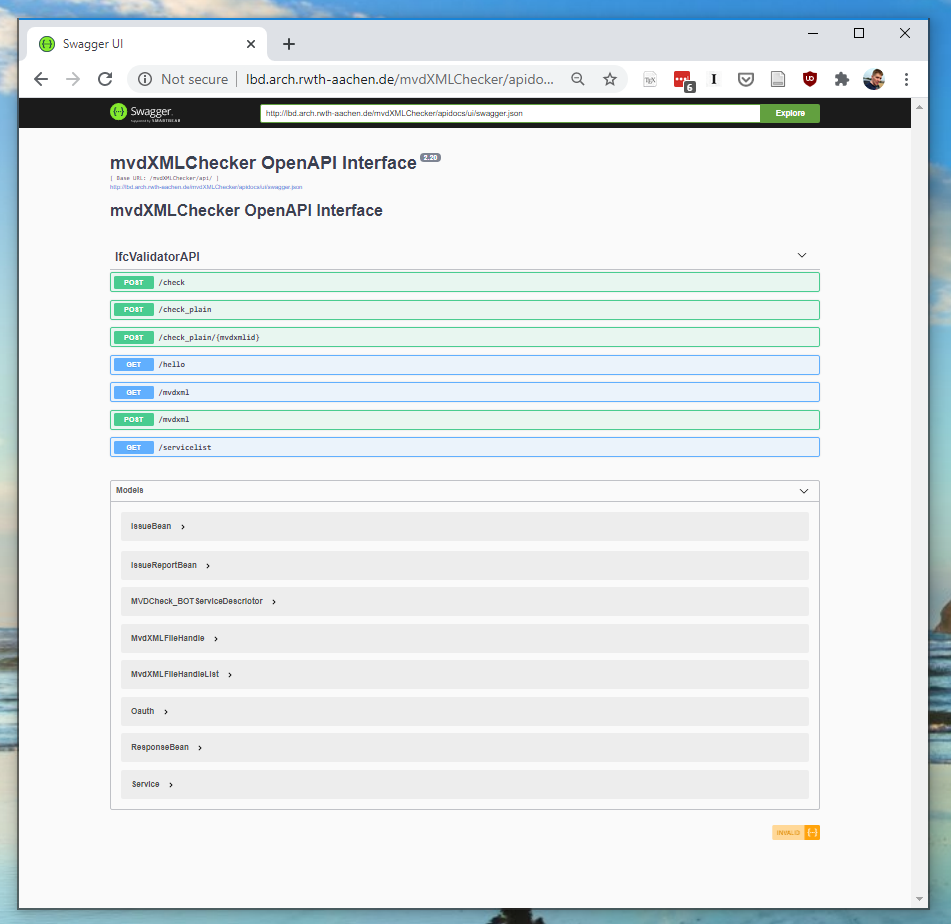 Swagger UI
Not secure | lbd.arch.rwth-aachen.de/mvdXMLChecker/apido...
6
Swagger
Supported by SMARTBEAR
http://lbd.arch.rwth-aachen.de/mvdXMLChecker/apidocs/ui/swagger.json
Explore
mvdXMLChecker OpenAPI Interface 2.20
[ Base URL: /mvdXMLChecker/api/ ]
http://lbd.arch.rwth-aachen.de/mvdXMLChecker/apidocs/ui/swagger.json
mvdXMLChecker OpenAPI Interface
IfcValidatorAPI
POST /check
POST /check_plain
POST /check_plain/{mvdxmlid}
GET /hello
GET /mvdxml
POST /mvdxml
GET /servicelist
Models
IssueBean
IssueReportBean
MVDCheck_BOTServiceDescriptor
MvdXMLFileHandle
MvdXMLFileHandleList
Oauth
ResponseBean
Service
INVALID {-}